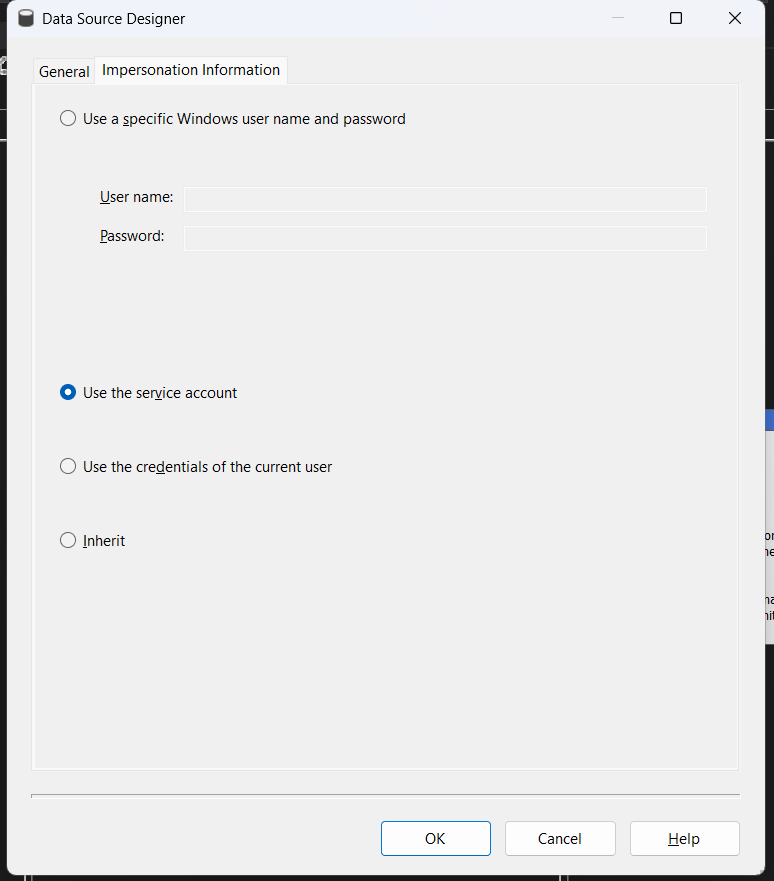 Data Source Designer
General
Impersonation Information
Use a specific Windows user name and password
User name:
Password:
Use the service account
Use the credentials of the current user
Inherit
OK
Cancel
Help